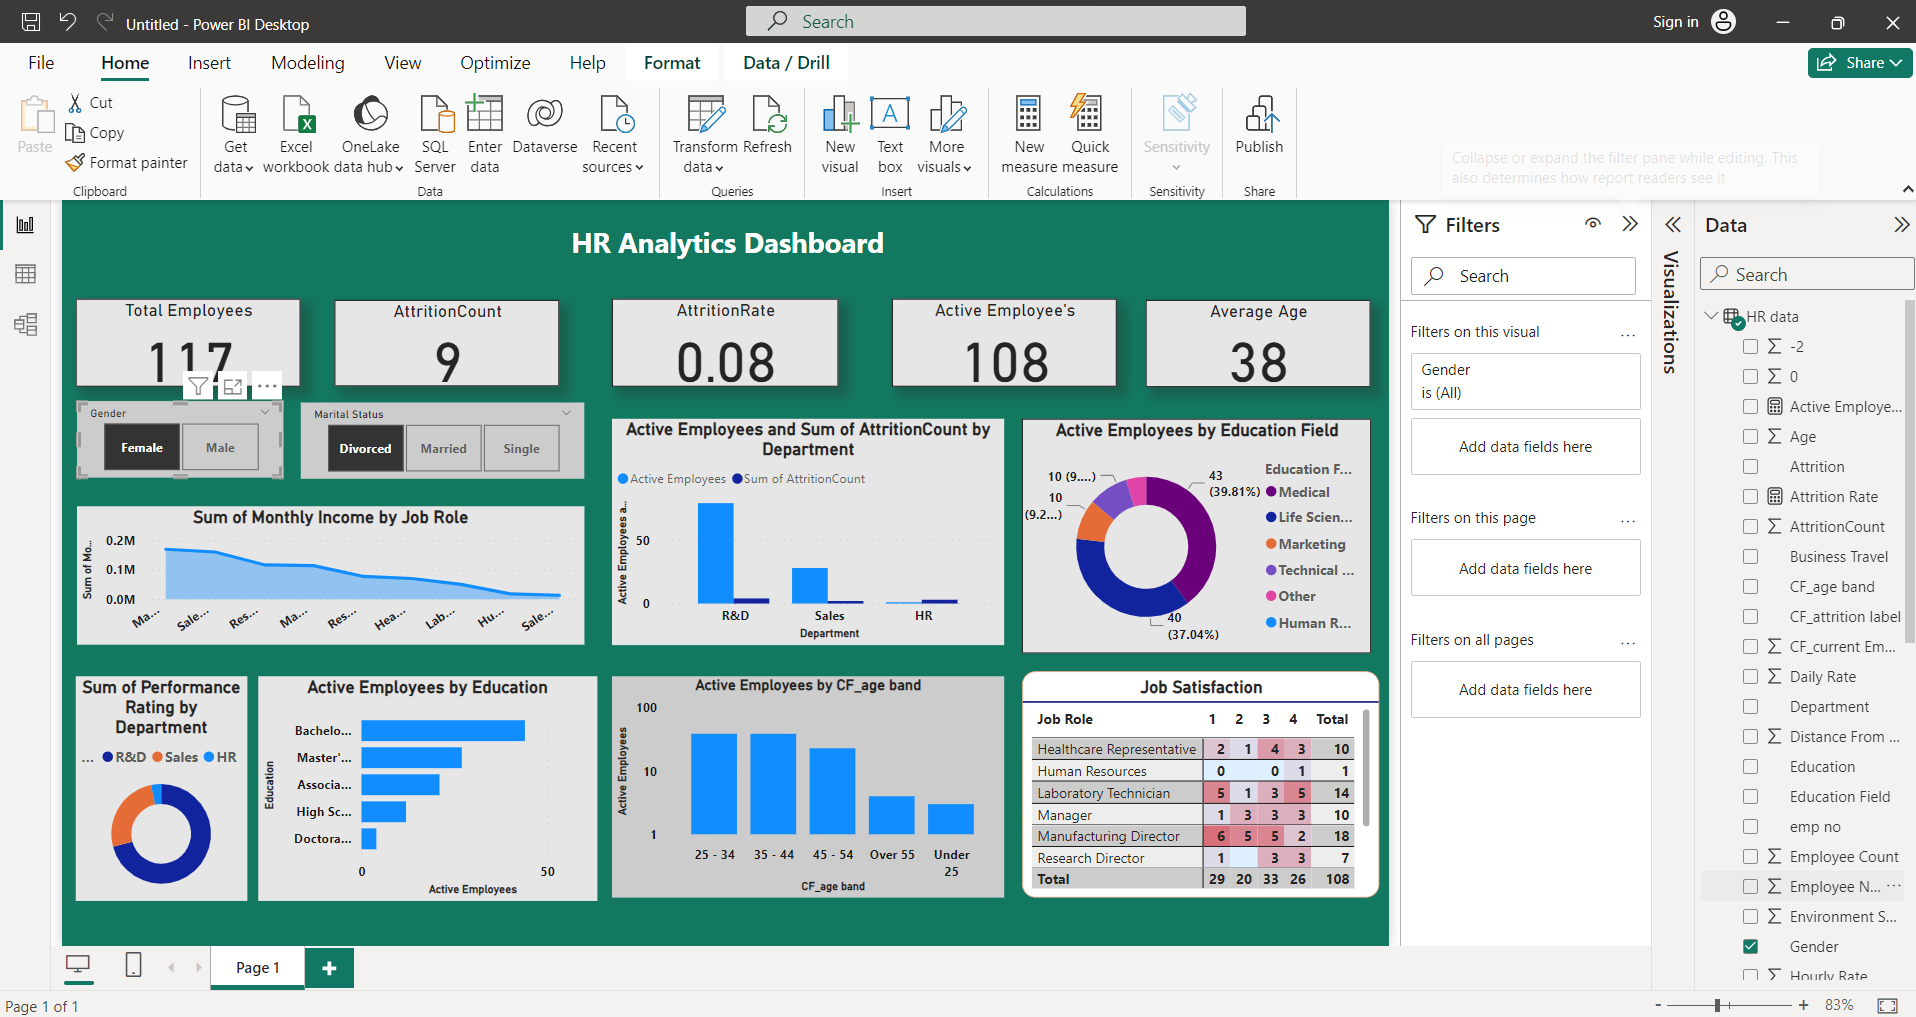 Untitled - Power BI Desktop
Search
Sign in
File
Home
Insert
Modeling
View
Optimize
Help
Format
Data / Drill
Share
Paste
Cut
Copy
Format painter
Clipboard
Get data
Excel workbook
OneLake data hub
SQL Server
Enter data
Dataverse
Recent sources
Data
Transform data
Refresh
Queries
New visual
Text box
More visuals
Insert
New measure
Quick measure
Calculations
Sensitivity
Sensitivity
Publish
Share
Collapse or expand the filter pane while editing. This
also determines how report readers see it
HR Analytics Dashboard
Total Employees
117
AttritionCount
9
AttritionRate
0.08
Active Employee's
108
Average Age
38
Gender
Female
Male
Marital Status
Divorced
Married
Single
Sum of Monthly Income by Job Role
Sum of Mo...
0.2M
0.1M
0.0M
Ma...
Sale...
Res...
Ma...
Res...
Hea...
Lab...
Hu...
Sale...
Active Employees and Sum of AttritionCount by
Department
Active Employees
Sum of AttritionCount
Active Employees a...
50
0
R&D
Sales
HR
Department
Active Employees by Education Field
10 (9....)
10
(9.2...)
43
(39.81%)
40
(37.04%)
Education F...
Medical
Life Scien...
Marketing
Technical ...
Other
Human R...
Sum of Performance
Rating by
Department
... R&D Sales HR
Active Employees by Education
Education
Bachelo...
Master'...
Associa...
High Sc...
Doctora...
0
50
Active Employees
Active Employees by CF_age band
Active Employees
100
10
1
25 - 34
35 - 44
45 - 54
Over 55
Under
25
CF_age band
Job Satisfaction
Job Role 1 2 3 4 Total
Healthcare Representative 2 1 4 3 10
Human Resources 0 0 1 1
Laboratory Technician 5 1 3 5 14
Manager 1 3 3 3 10
Manufacturing Director 6 5 5 2 18
Research Director 1 3 3 7
Total 29 20 33 26 108
Filters
Search
Filters on this visual ...
Gender
is (All)
Add data fields here
Filters on this page ...
Add data fields here
Filters on all pages ...
Add data fields here
Visualizations
Data
Search
HR data
Σ -2
Σ 0
Active Employe...
Σ Age
Attrition
Attrition Rate
Σ AttritionCount
Business Travel
CF_age band
CF_attrition label
Σ CF_current Em...
Σ Daily Rate
Department
Σ Distance From ...
Education
Education Field
emp no
Σ Employee Count
Σ Employee N... ...
Σ Environment S...
Gender
Σ Hourly Rate
Page 1
+
Page 1 of 1
- + 83%